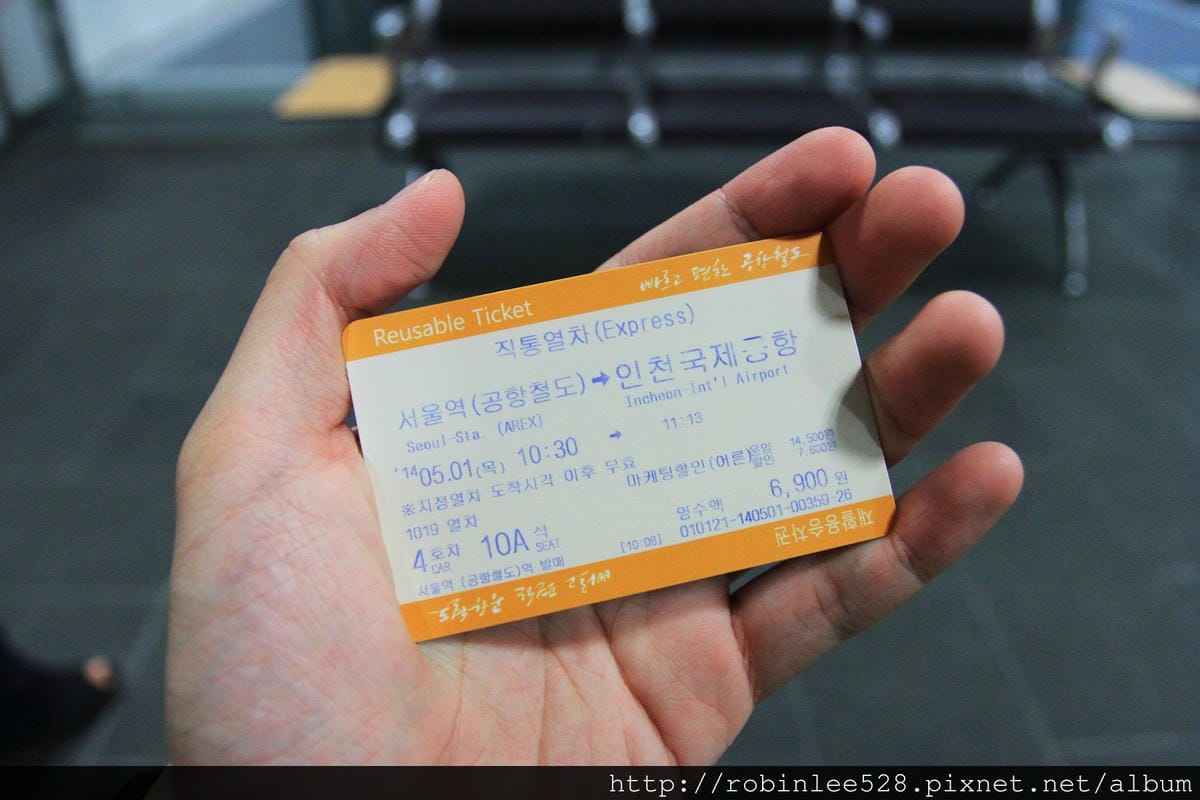 Reusable Ticket
빠르고 편한 공항철도
직통열차(Express)
서울역(공항철도)➡인천국제공항
Seoul-Sta. (AREX)
Incheon-Int'l Airport
'14 05.01(목) 10:30 ➡ 11:13
※지정열차 도착시각 이후 무효
마케팅할인(어른)
운임 14,500원
할인 7,600원
1019 열차
영수액 6,900 원
4 호차 CAR 10A 석 SEAT
[10:08] 010121-140501-00359-26
서울역 (공항철도)역 발매
재활용승차권
http://robinlee528.pixnet.net/album